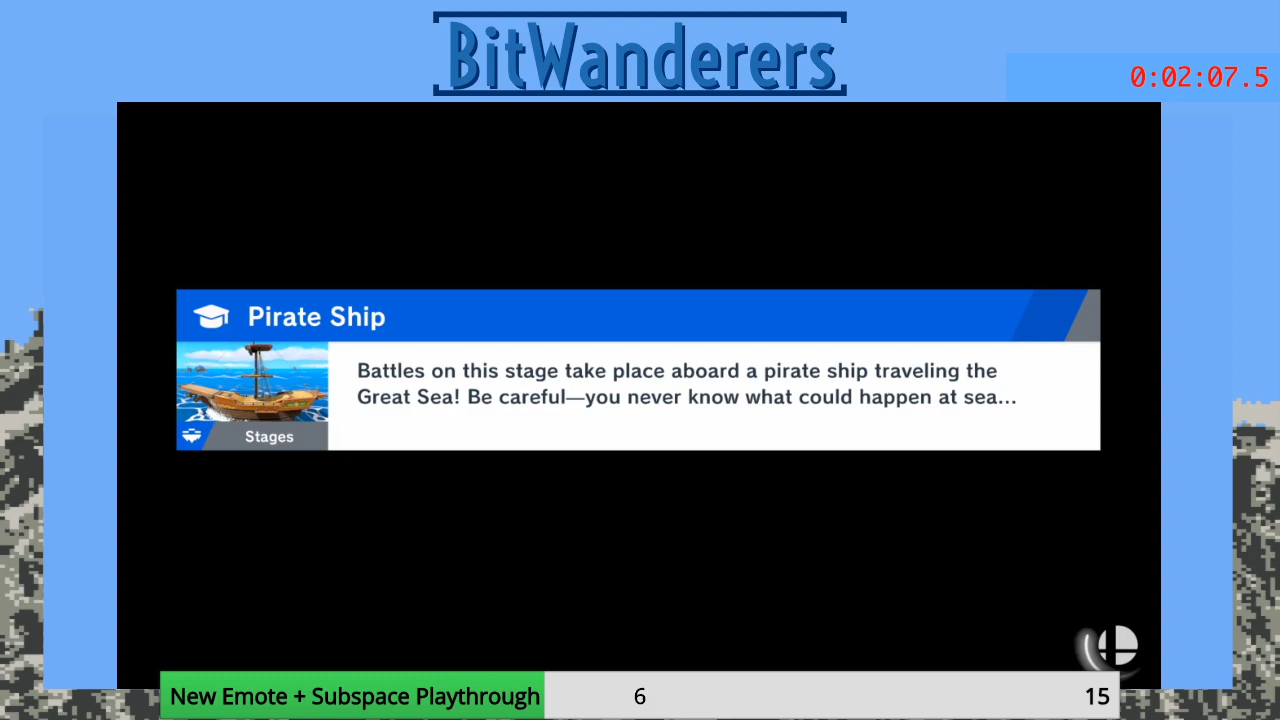 BitWanderers
0:02:07.5
Pirate Ship
Battles on this stage take place aboard a pirate ship traveling the
Great Sea! Be careful—you never know what could happen at sea...
Stages
New Emote + Subspace Playthrough 6 15